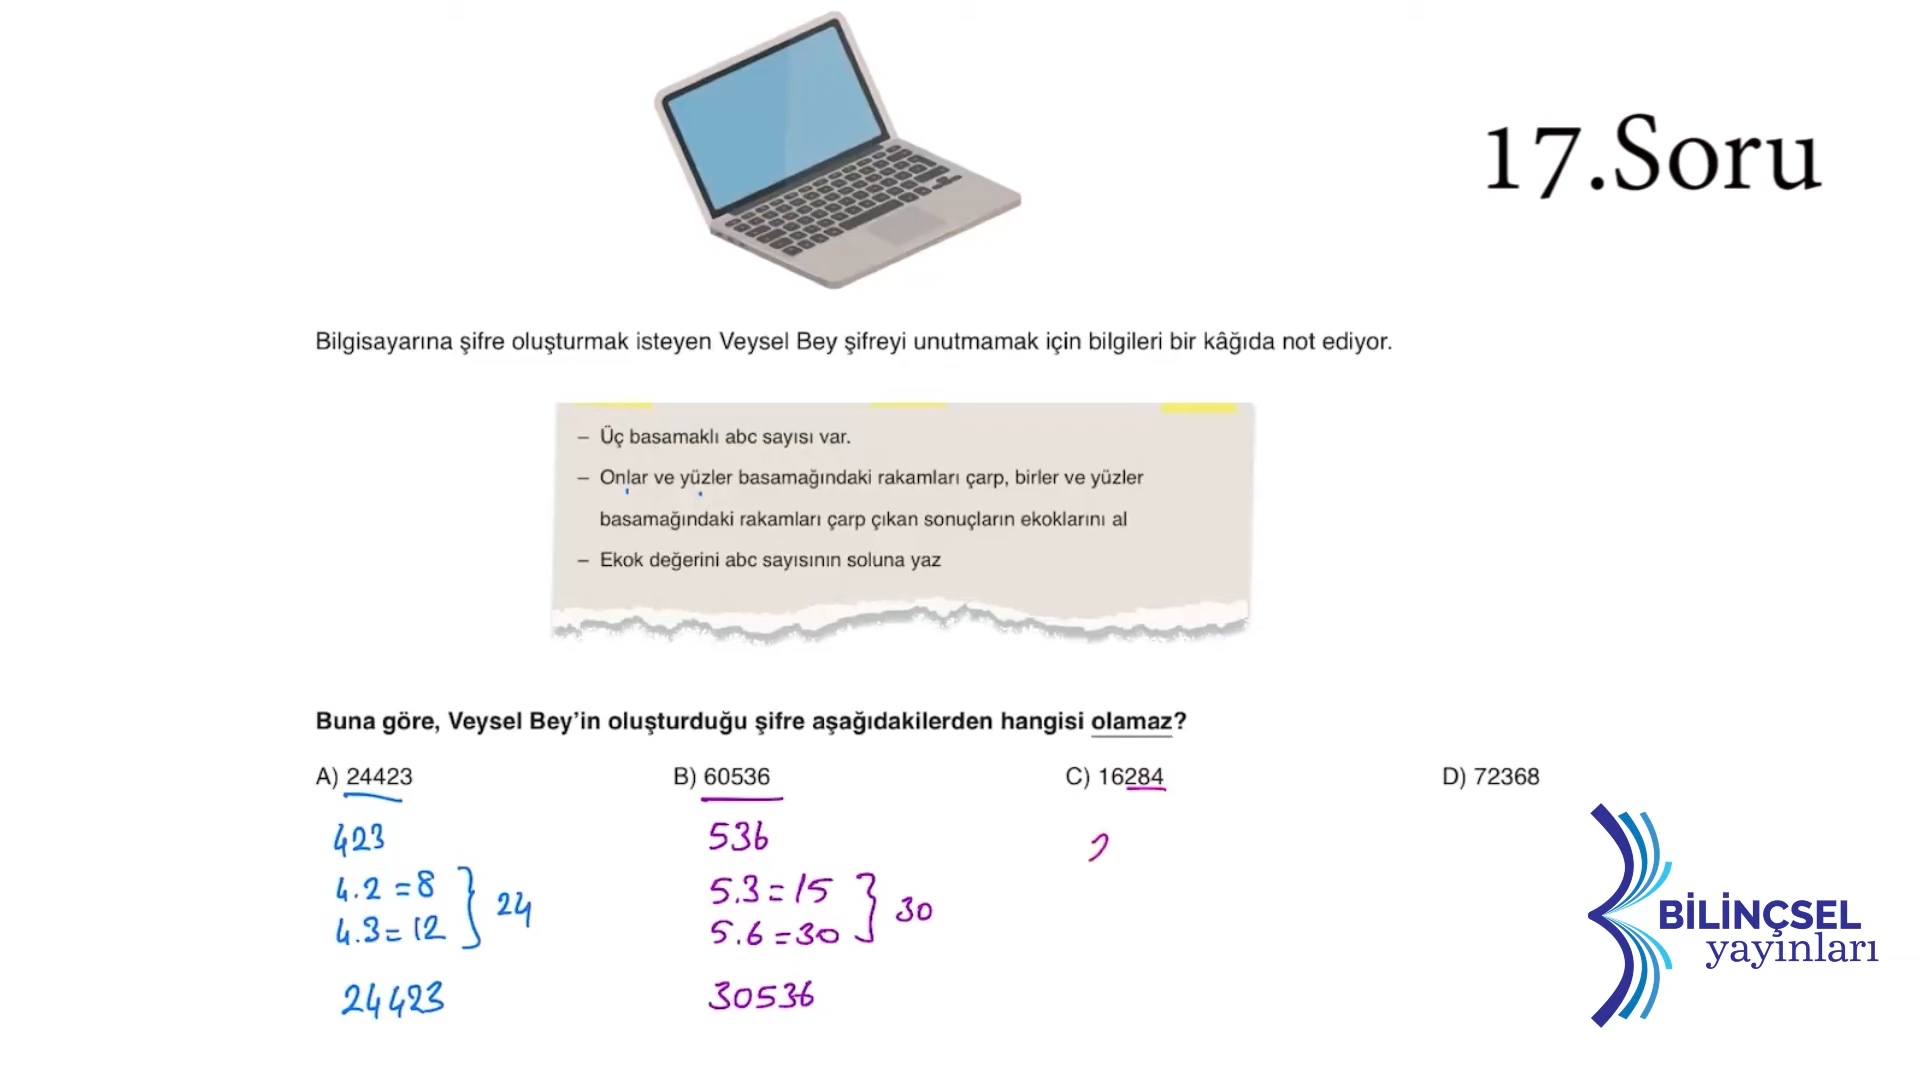 17.Soru
Bilgisayarına şifre oluşturmak isteyen Veysel Bey şifreyi unutmamak için bilgileri bir kâğıda not ediyor.
– Üç basamaklı abc sayısı var.
– Onlar ve yüzler basamağındaki rakamları çarp, birler ve yüzler
basamağındaki rakamları çarp çıkan sonuçların ekoklarını al
– Ekok değerini abc sayısının soluna yaz
Buna göre, Veysel Bey’in oluşturduğu şifre aşağıdakilerden hangisi olamaz?
A) 24423 B) 60536 C) 16284 D) 72368
423 536 2
4.2=8 } 24 5.3=15 } 30
4.3=12 5.6=30
24423 30536
BİLİNÇSEL
yayınları